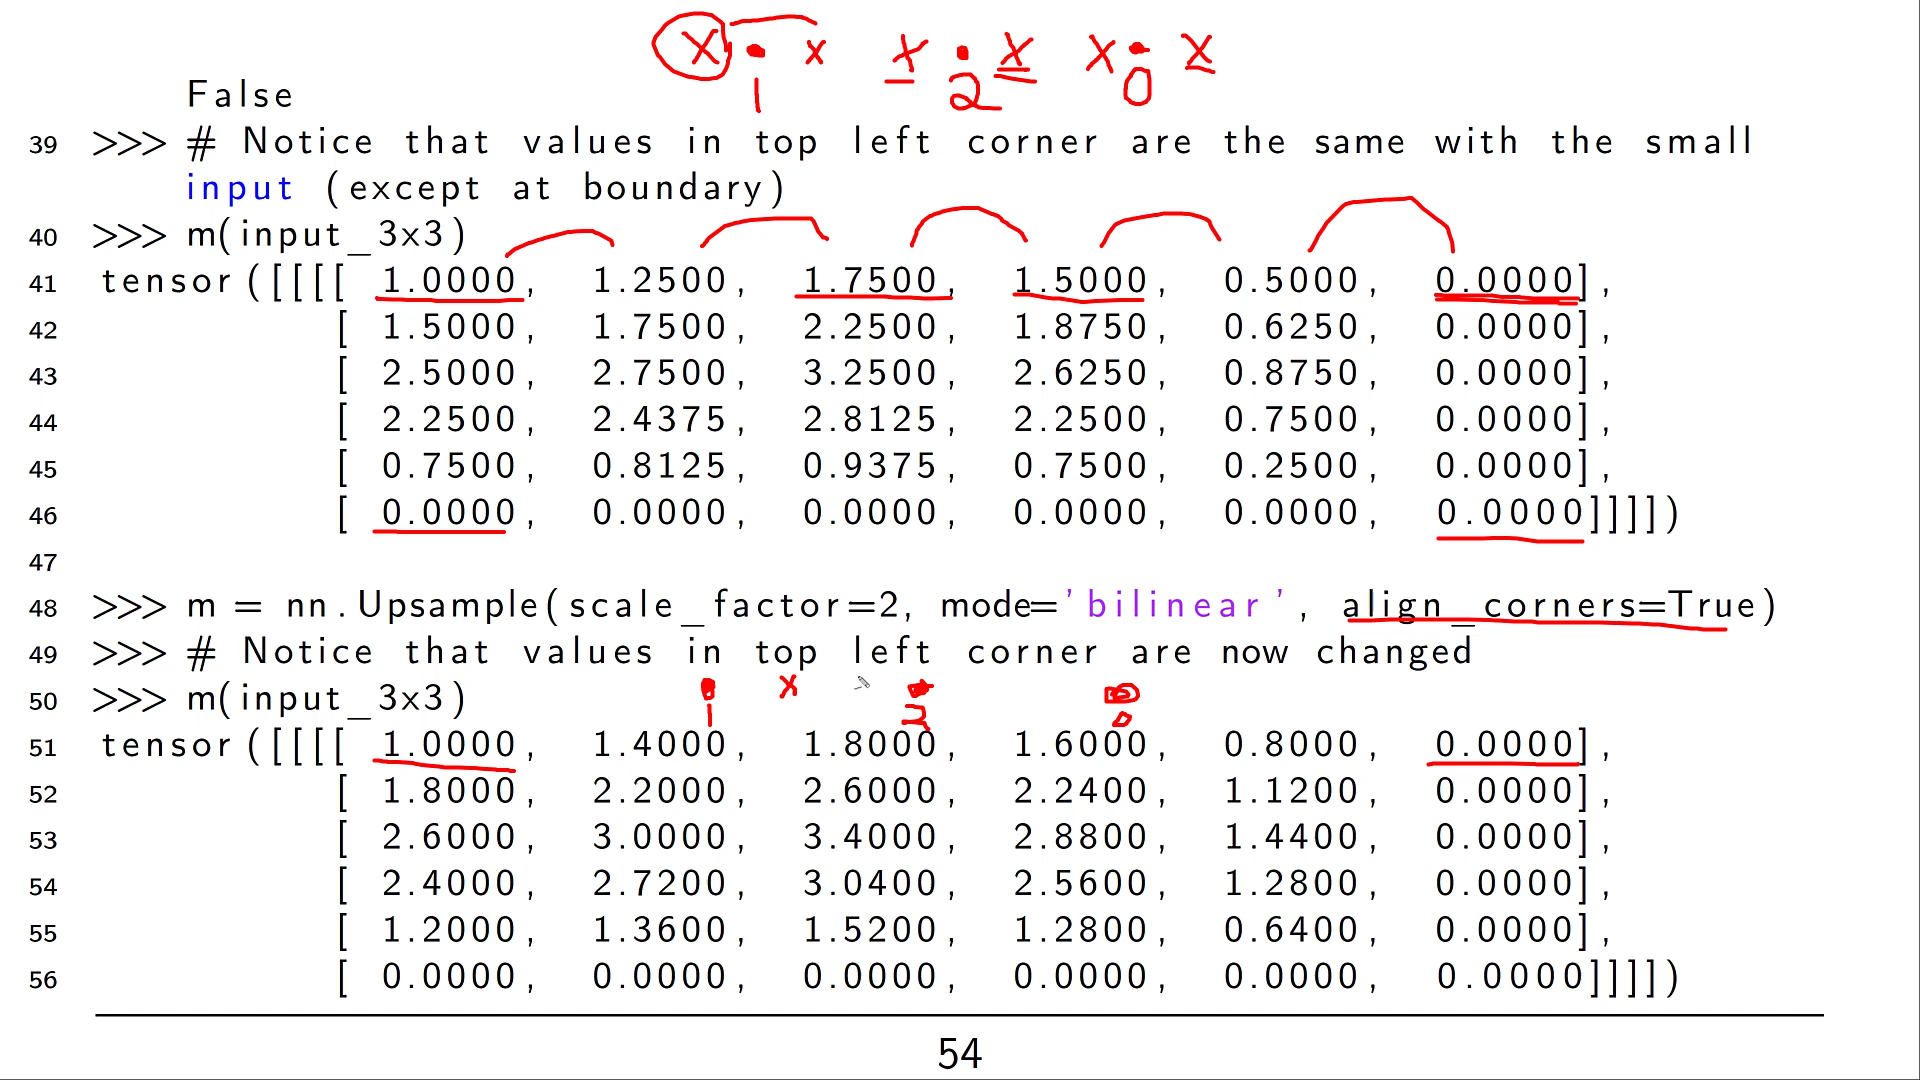 X • x x • x x • x
1 2 0
False
39 >>> # Notice that values in top left corner are the same with the small
input (except at boundary)
40 >>> m(input_3x3)
41 tensor([[[[ 1.0000, 1.2500, 1.7500, 1.5000, 0.5000, 0.0000],
42 [ 1.5000, 1.7500, 2.2500, 1.8750, 0.6250, 0.0000],
43 [ 2.5000, 2.7500, 3.2500, 2.6250, 0.8750, 0.0000],
44 [ 2.2500, 2.4375, 2.8125, 2.2500, 0.7500, 0.0000],
45 [ 0.7500, 0.8125, 0.9375, 0.7500, 0.2500, 0.0000],
46 [ 0.0000, 0.0000, 0.0000, 0.0000, 0.0000, 0.0000]]]])
47
48 >>> m = nn.Upsample(scale_factor=2, mode='bilinear', align_corners=True)
49 >>> # Notice that values in top left corner are now changed
50 >>> m(input_3x3)
• x • •
1 2 0
51 tensor([[[[ 1.0000, 1.4000, 1.8000, 1.6000, 0.8000, 0.0000],
52 [ 1.8000, 2.2000, 2.6000, 2.2400, 1.1200, 0.0000],
53 [ 2.6000, 3.0000, 3.4000, 2.8800, 1.4400, 0.0000],
54 [ 2.4000, 2.7200, 3.0400, 2.5600, 1.2800, 0.0000],
55 [ 1.2000, 1.3600, 1.5200, 1.2800, 0.6400, 0.0000],
56 [ 0.0000, 0.0000, 0.0000, 0.0000, 0.0000, 0.0000]]]])
54